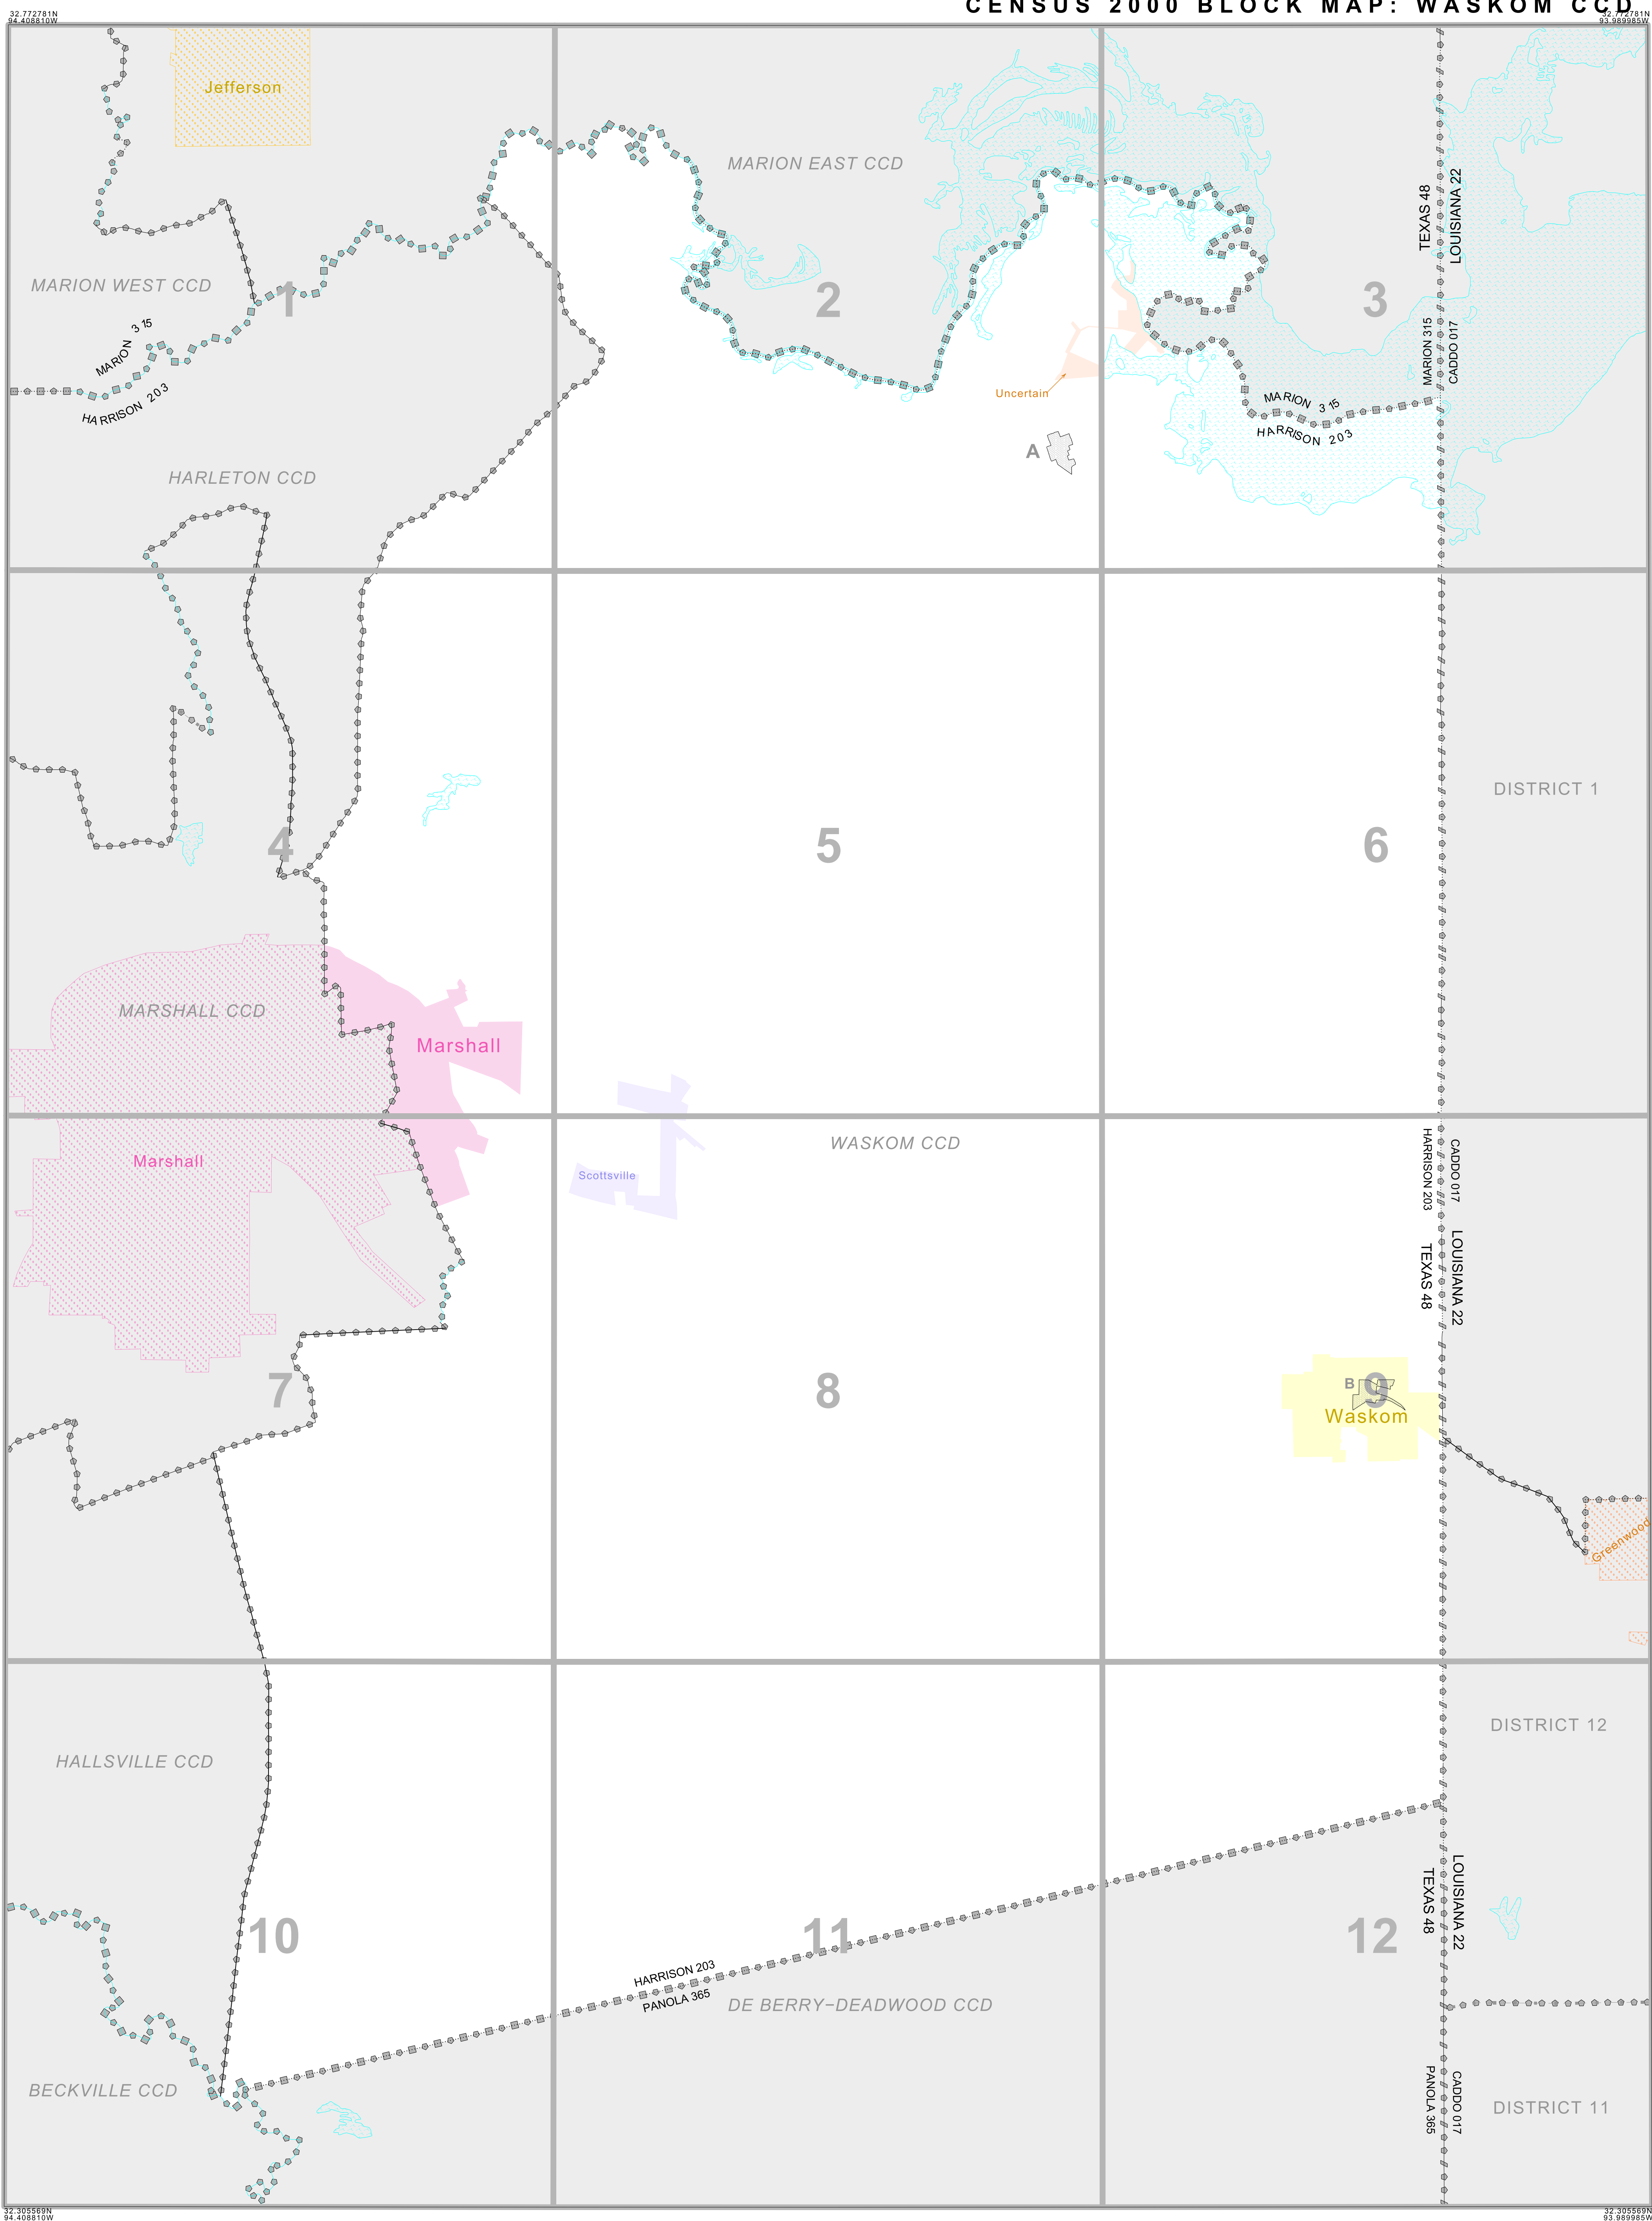 CENSUS 2000 BLOCK MAP: WASKOM CCD
32.772781N
94.408810W
32.772781N
93.989985W
Jefferson
MARION EAST CCD
TEXAS 48
LOUISIANA 22
MARION WEST CCD
1
2
3
MARION 315
HARRISON 203
MARION 315
CADDO 017
Uncertain
MARION 315
HARRISON 203
A
HARLETON CCD
DISTRICT 1
4
5
6
MARSHALL CCD
Marshall
WASKOM CCD
Marshall
Scottsville
HARRISON 203
CADDO 017
TEXAS 48
LOUISIANA 22
7
8
B
9
Waskom
Greenwood
DISTRICT 12
HALLSVILLE CCD
TEXAS 48
LOUISIANA 22
10
11
12
HARRISON 203
PANOLA 365
DE BERRY-DEADWOOD CCD
BECKVILLE CCD
PANOLA 365
CADDO 017
DISTRICT 11
32.305569N
94.408810W
32.305569N
93.989985W